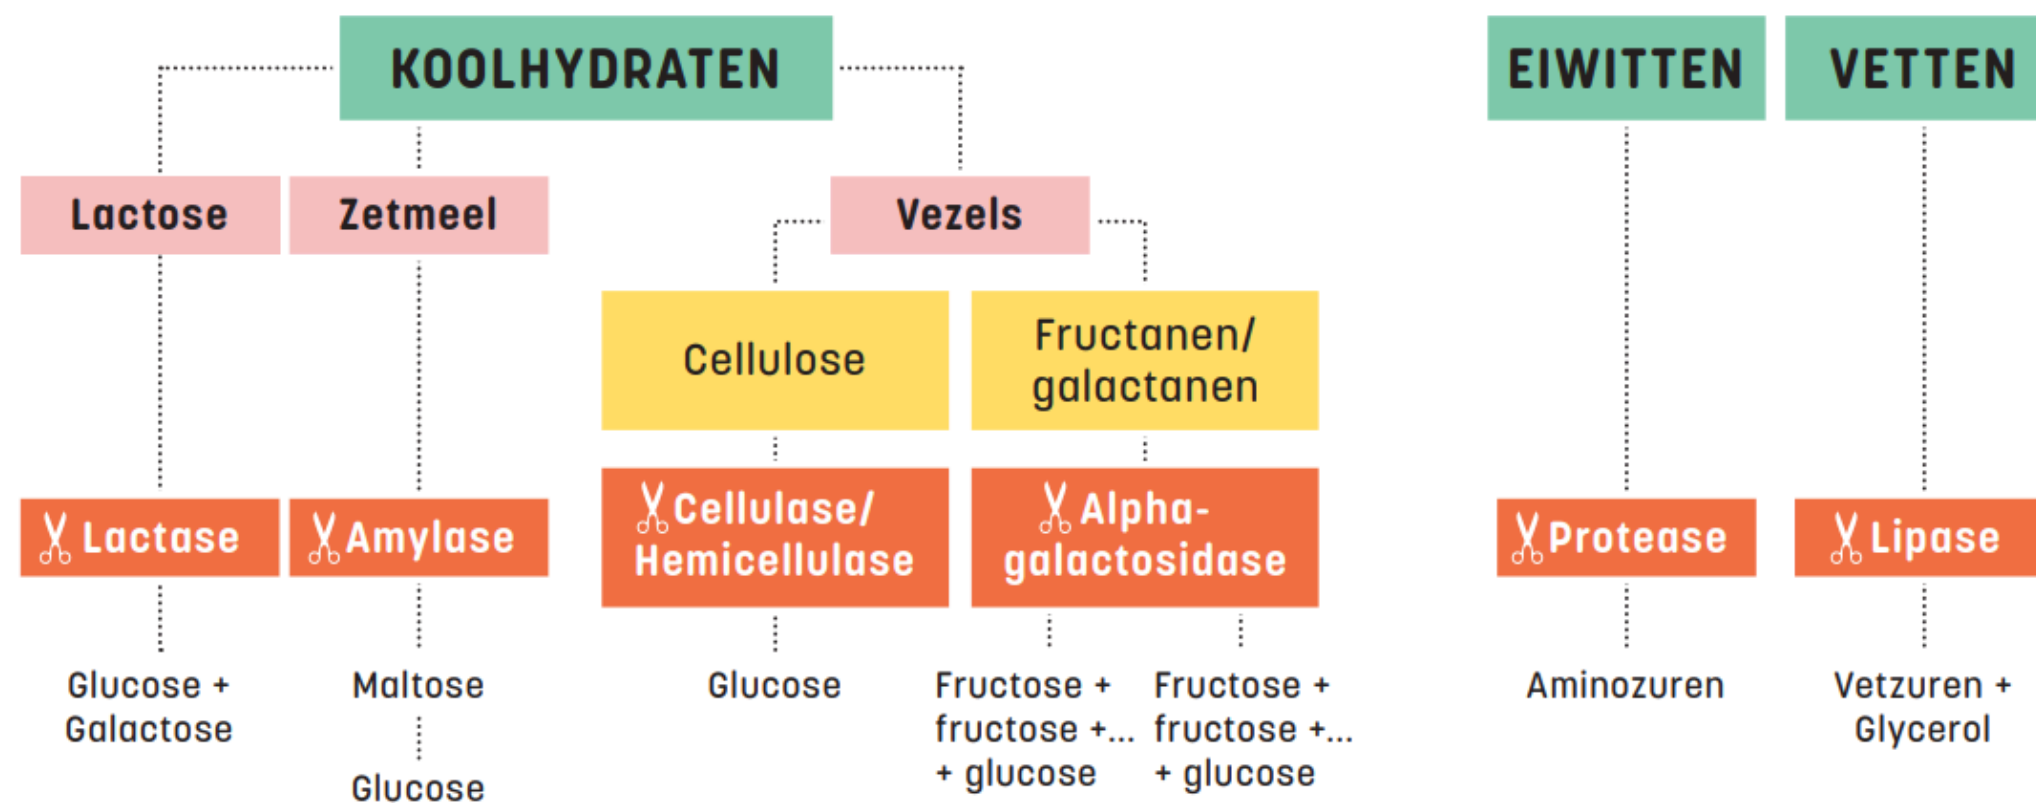 KOOLHYDRATEN
EIWITTEN
VETTEN
Lactose
Zetmeel
Vezels
Cellulose
Fructanen/
galactanen
Lactase
Amylase
Cellulase/
Hemicellulase
Alpha-
galactosidase
Protease
Lipase
Glucose +
Galactose
Maltose
Glucose
Glucose
Fructose +
fructose +...
+ glucose
Fructose +
fructose +...
+ glucose
Aminozuren
Vetzuren +
Glycerol